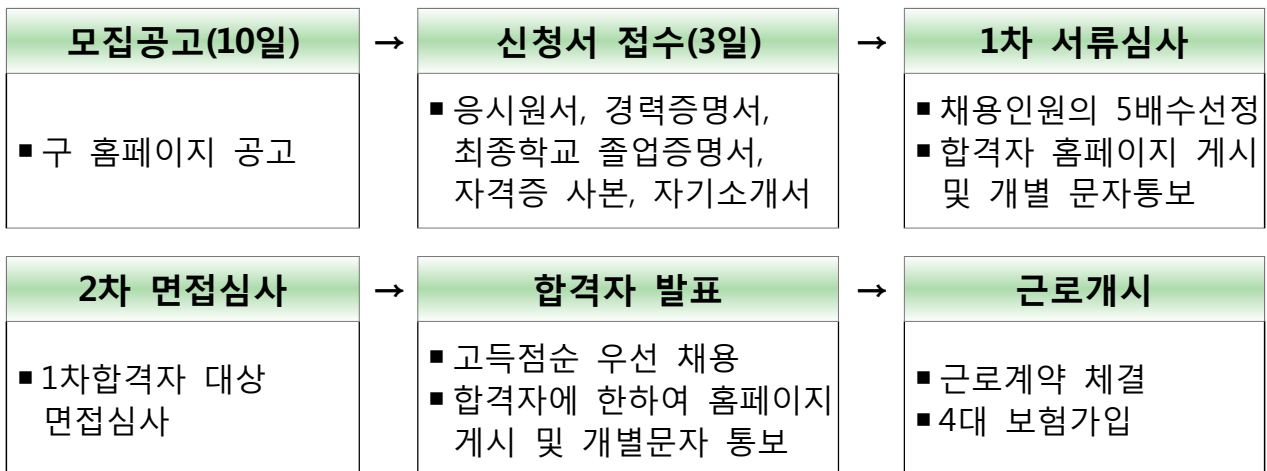 모집공고(10일) → 신청서 접수(3일) → 1차 서류심사
▪ 구 홈페이지 공고
▪ 응시원서, 경력증명서,
최종학교 졸업증명서,
자격증 사본, 자기소개서
▪ 채용인원의 5배수선정
▪ 합격자 홈페이지 게시
및 개별 문자통보
2차 면접심사 → 합격자 발표 → 근로개시
▪ 1차합격자 대상
면접심사
▪ 고득점순 우선 채용
▪ 합격자에 한하여 홈페이지
게시 및 개별문자 통보
▪ 근로계약 체결
▪ 4대 보험가입